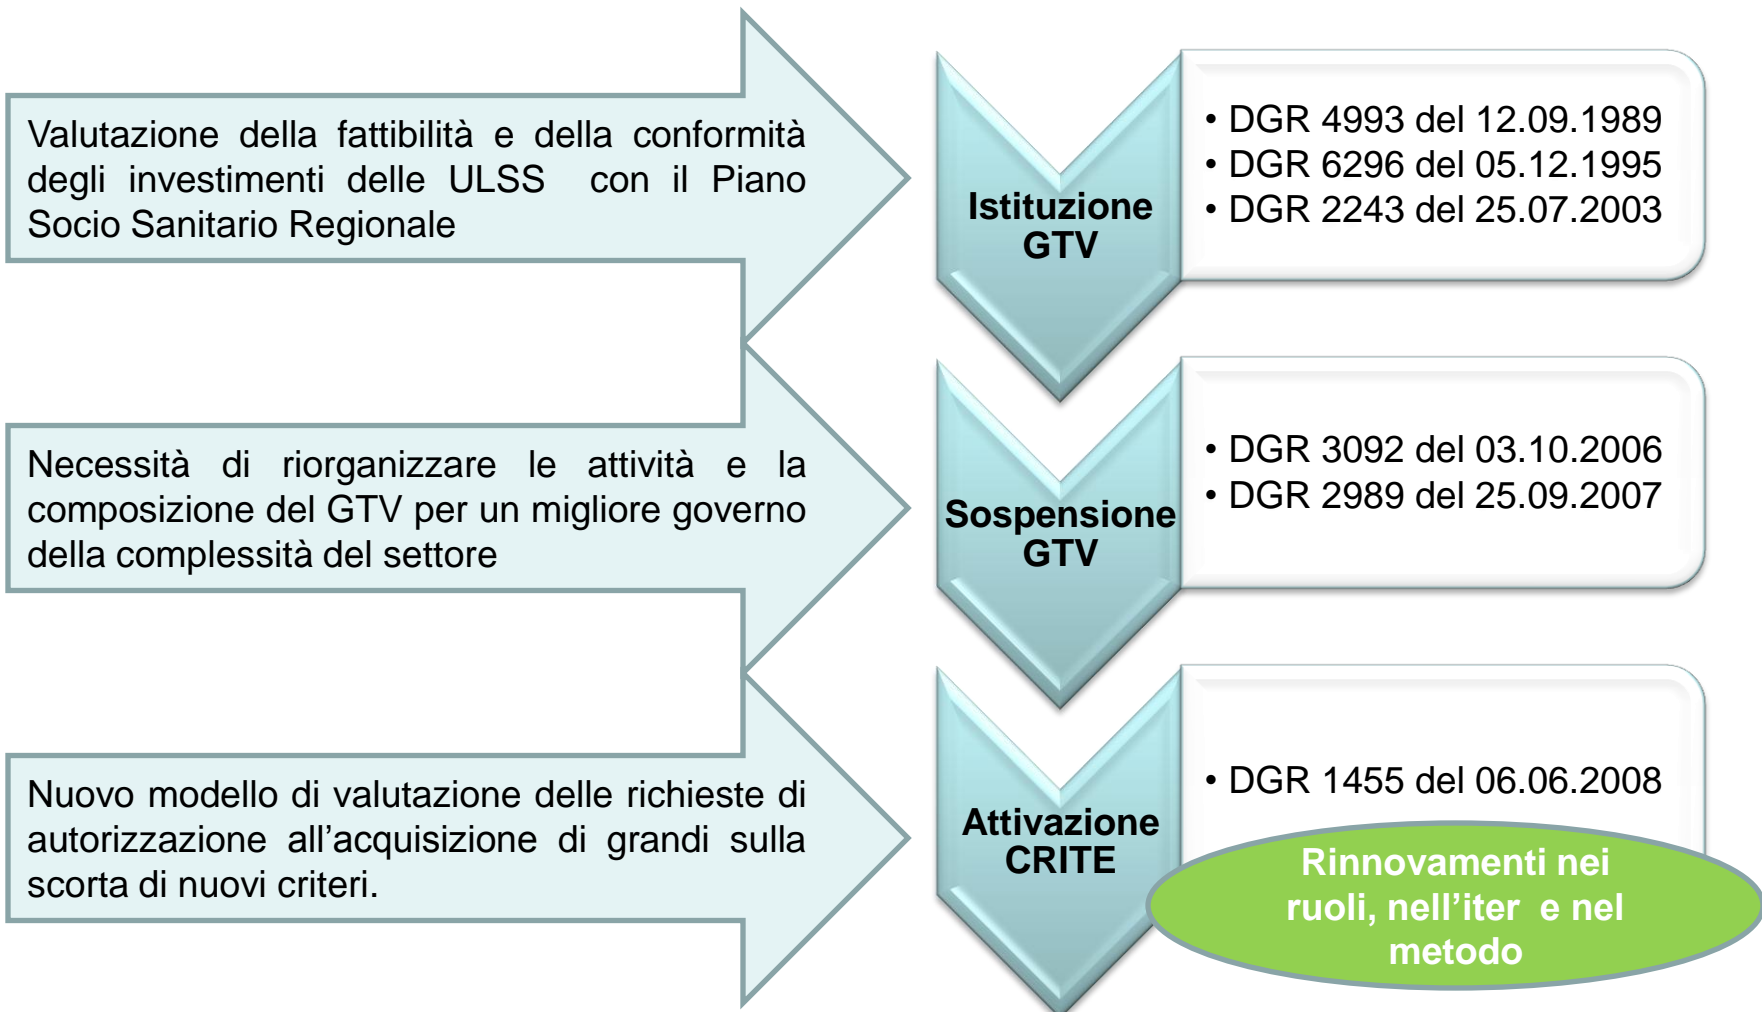 Valutazione della fattibilità e della conformità
degli investimenti delle ULSS con il Piano
Socio Sanitario Regionale
Istituzione
GTV
• DGR 4993 del 12.09.1989
• DGR 6296 del 05.12.1995
• DGR 2243 del 25.07.2003
Necessità di riorganizzare le attività e la
composizione del GTV per un migliore governo
della complessità del settore
Sospensione
GTV
• DGR 3092 del 03.10.2006
• DGR 2989 del 25.09.2007
Nuovo modello di valutazione delle richieste di
autorizzazione all’acquisizione di grandi sulla
scorta di nuovi criteri.
Attivazione
CRITE
• DGR 1455 del 06.06.2008
Rinnovamenti nei
ruoli, nell’iter e nel
metodo